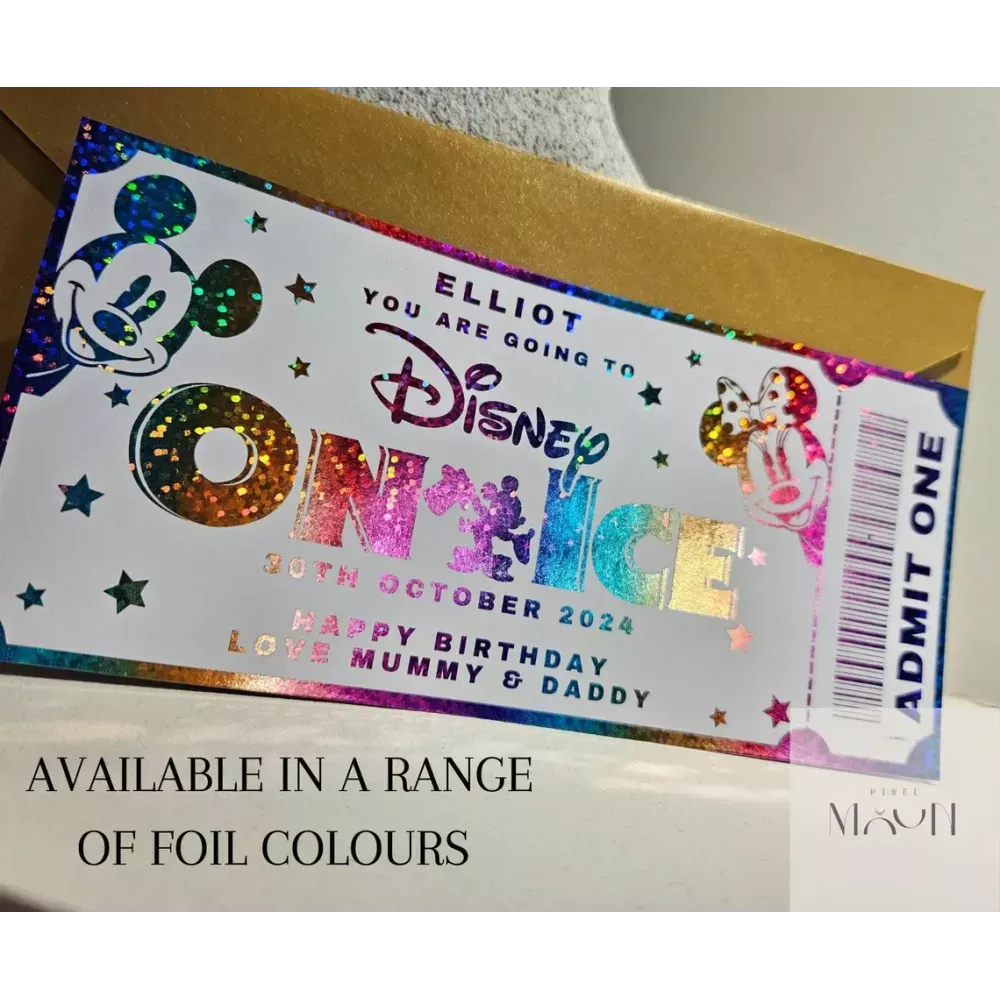 ELLIOT
YOU ARE GOING TO
Disney
ON ICE
30TH OCTOBER 2024
HAPPY BIRTHDAY
LOVE MUMMY & DADDY
ADMIT ONE
AVAILABLE IN A RANGE
OF FOIL COLOURS
PIXEL
MOON